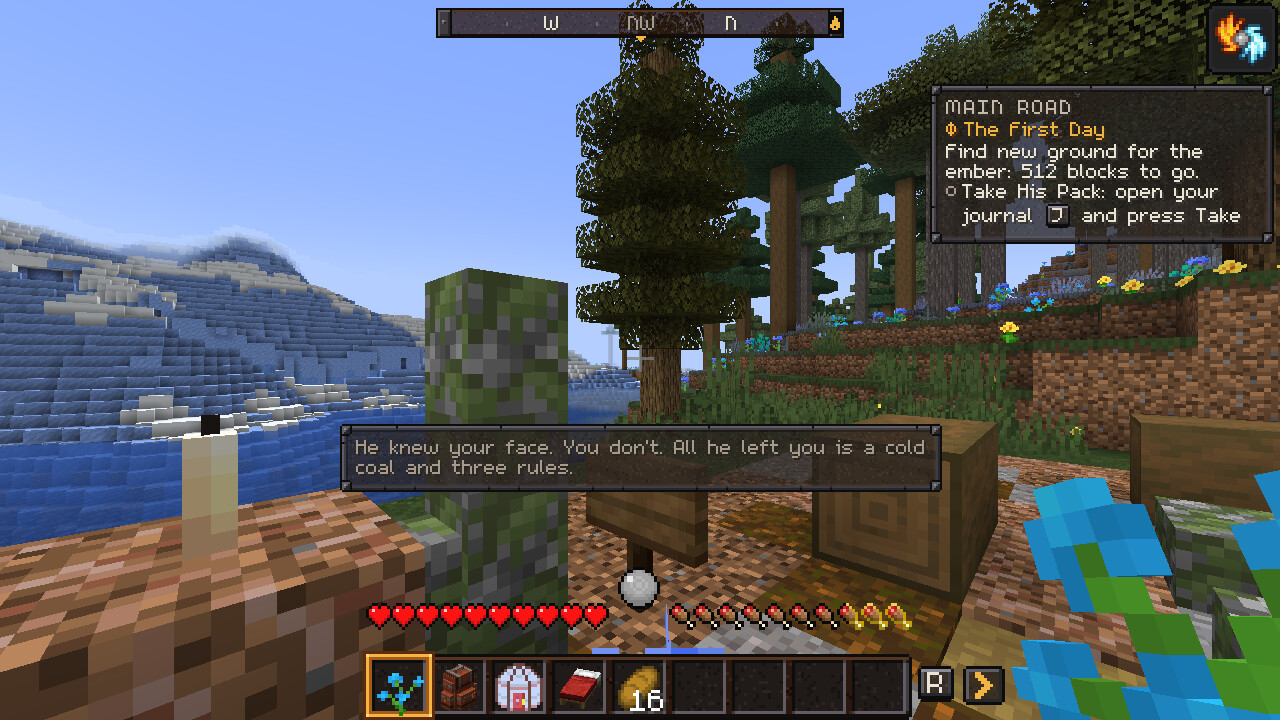 W NW N
MAIN ROAD
The First Day
Find new ground for the
ember: 512 blocks to go.
Take His Pack: open your
journal J and press Take
He knew your face. You don't. All he left you is a cold
coal and three rules.
16
R